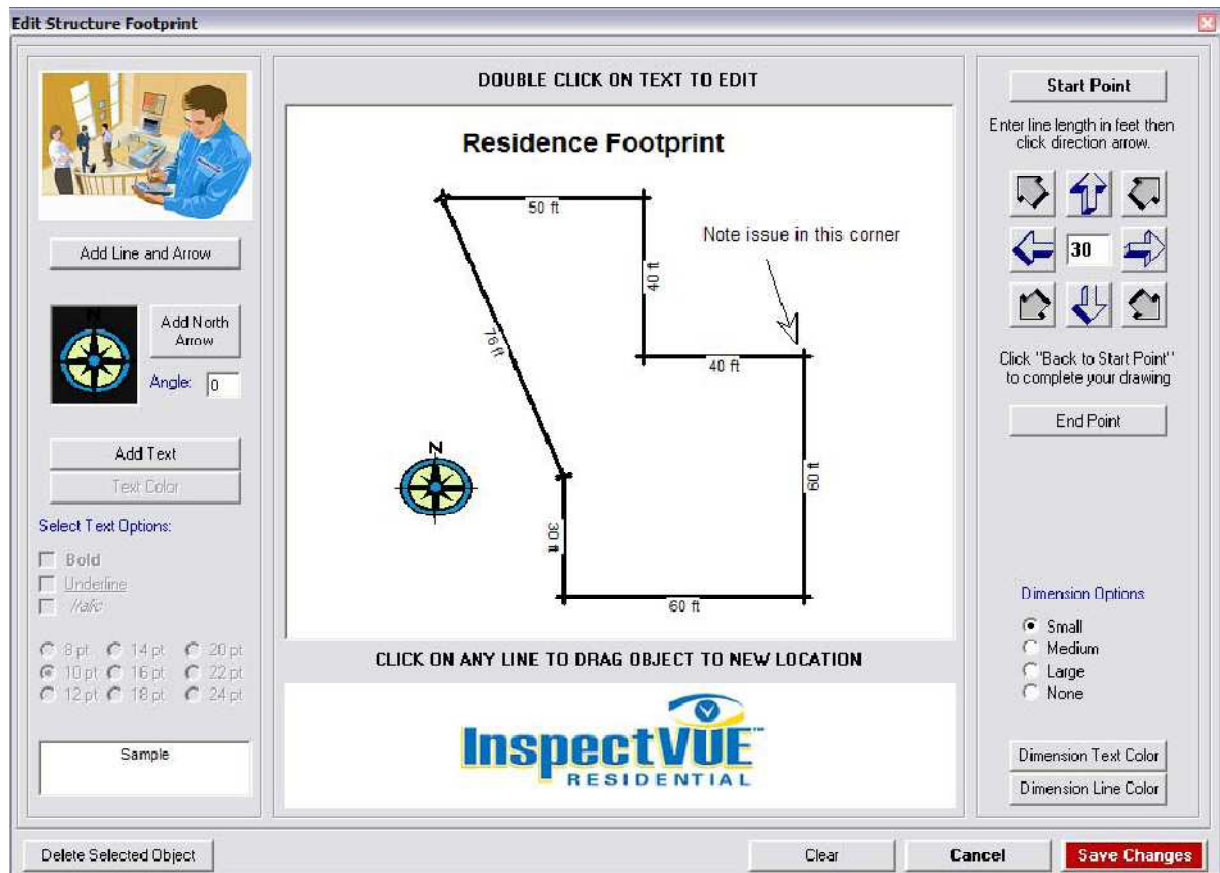 Edit Structure Footprint
Add Line and Arrow
N
Add North
Arrow
Angle: 0
Add Text
Text Color
Select Text Options:
Bold
Underline
Italic
8 pt 14 pt 20 pt
10 pt 16 pt 22 pt
12 pt 18 pt 24 pt
Sample
Delete Selected Object
DOUBLE CLICK ON TEXT TO EDIT
Residence Footprint
50 ft
Note issue in this corner
40 ft
76 ft
40 ft
N
60 ft
30 ft
60 ft
CLICK ON ANY LINE TO DRAG OBJECT TO NEW LOCATION
InspectVUE™
RESIDENTIAL
Start Point
Enter line length in feet then
click direction arrow.
30
Click "Back to Start Point"
to complete your drawing
End Point
Dimension Options
Small
Medium
Large
None
Dimension Text Color
Dimension Line Color
Clear
Cancel
Save Changes